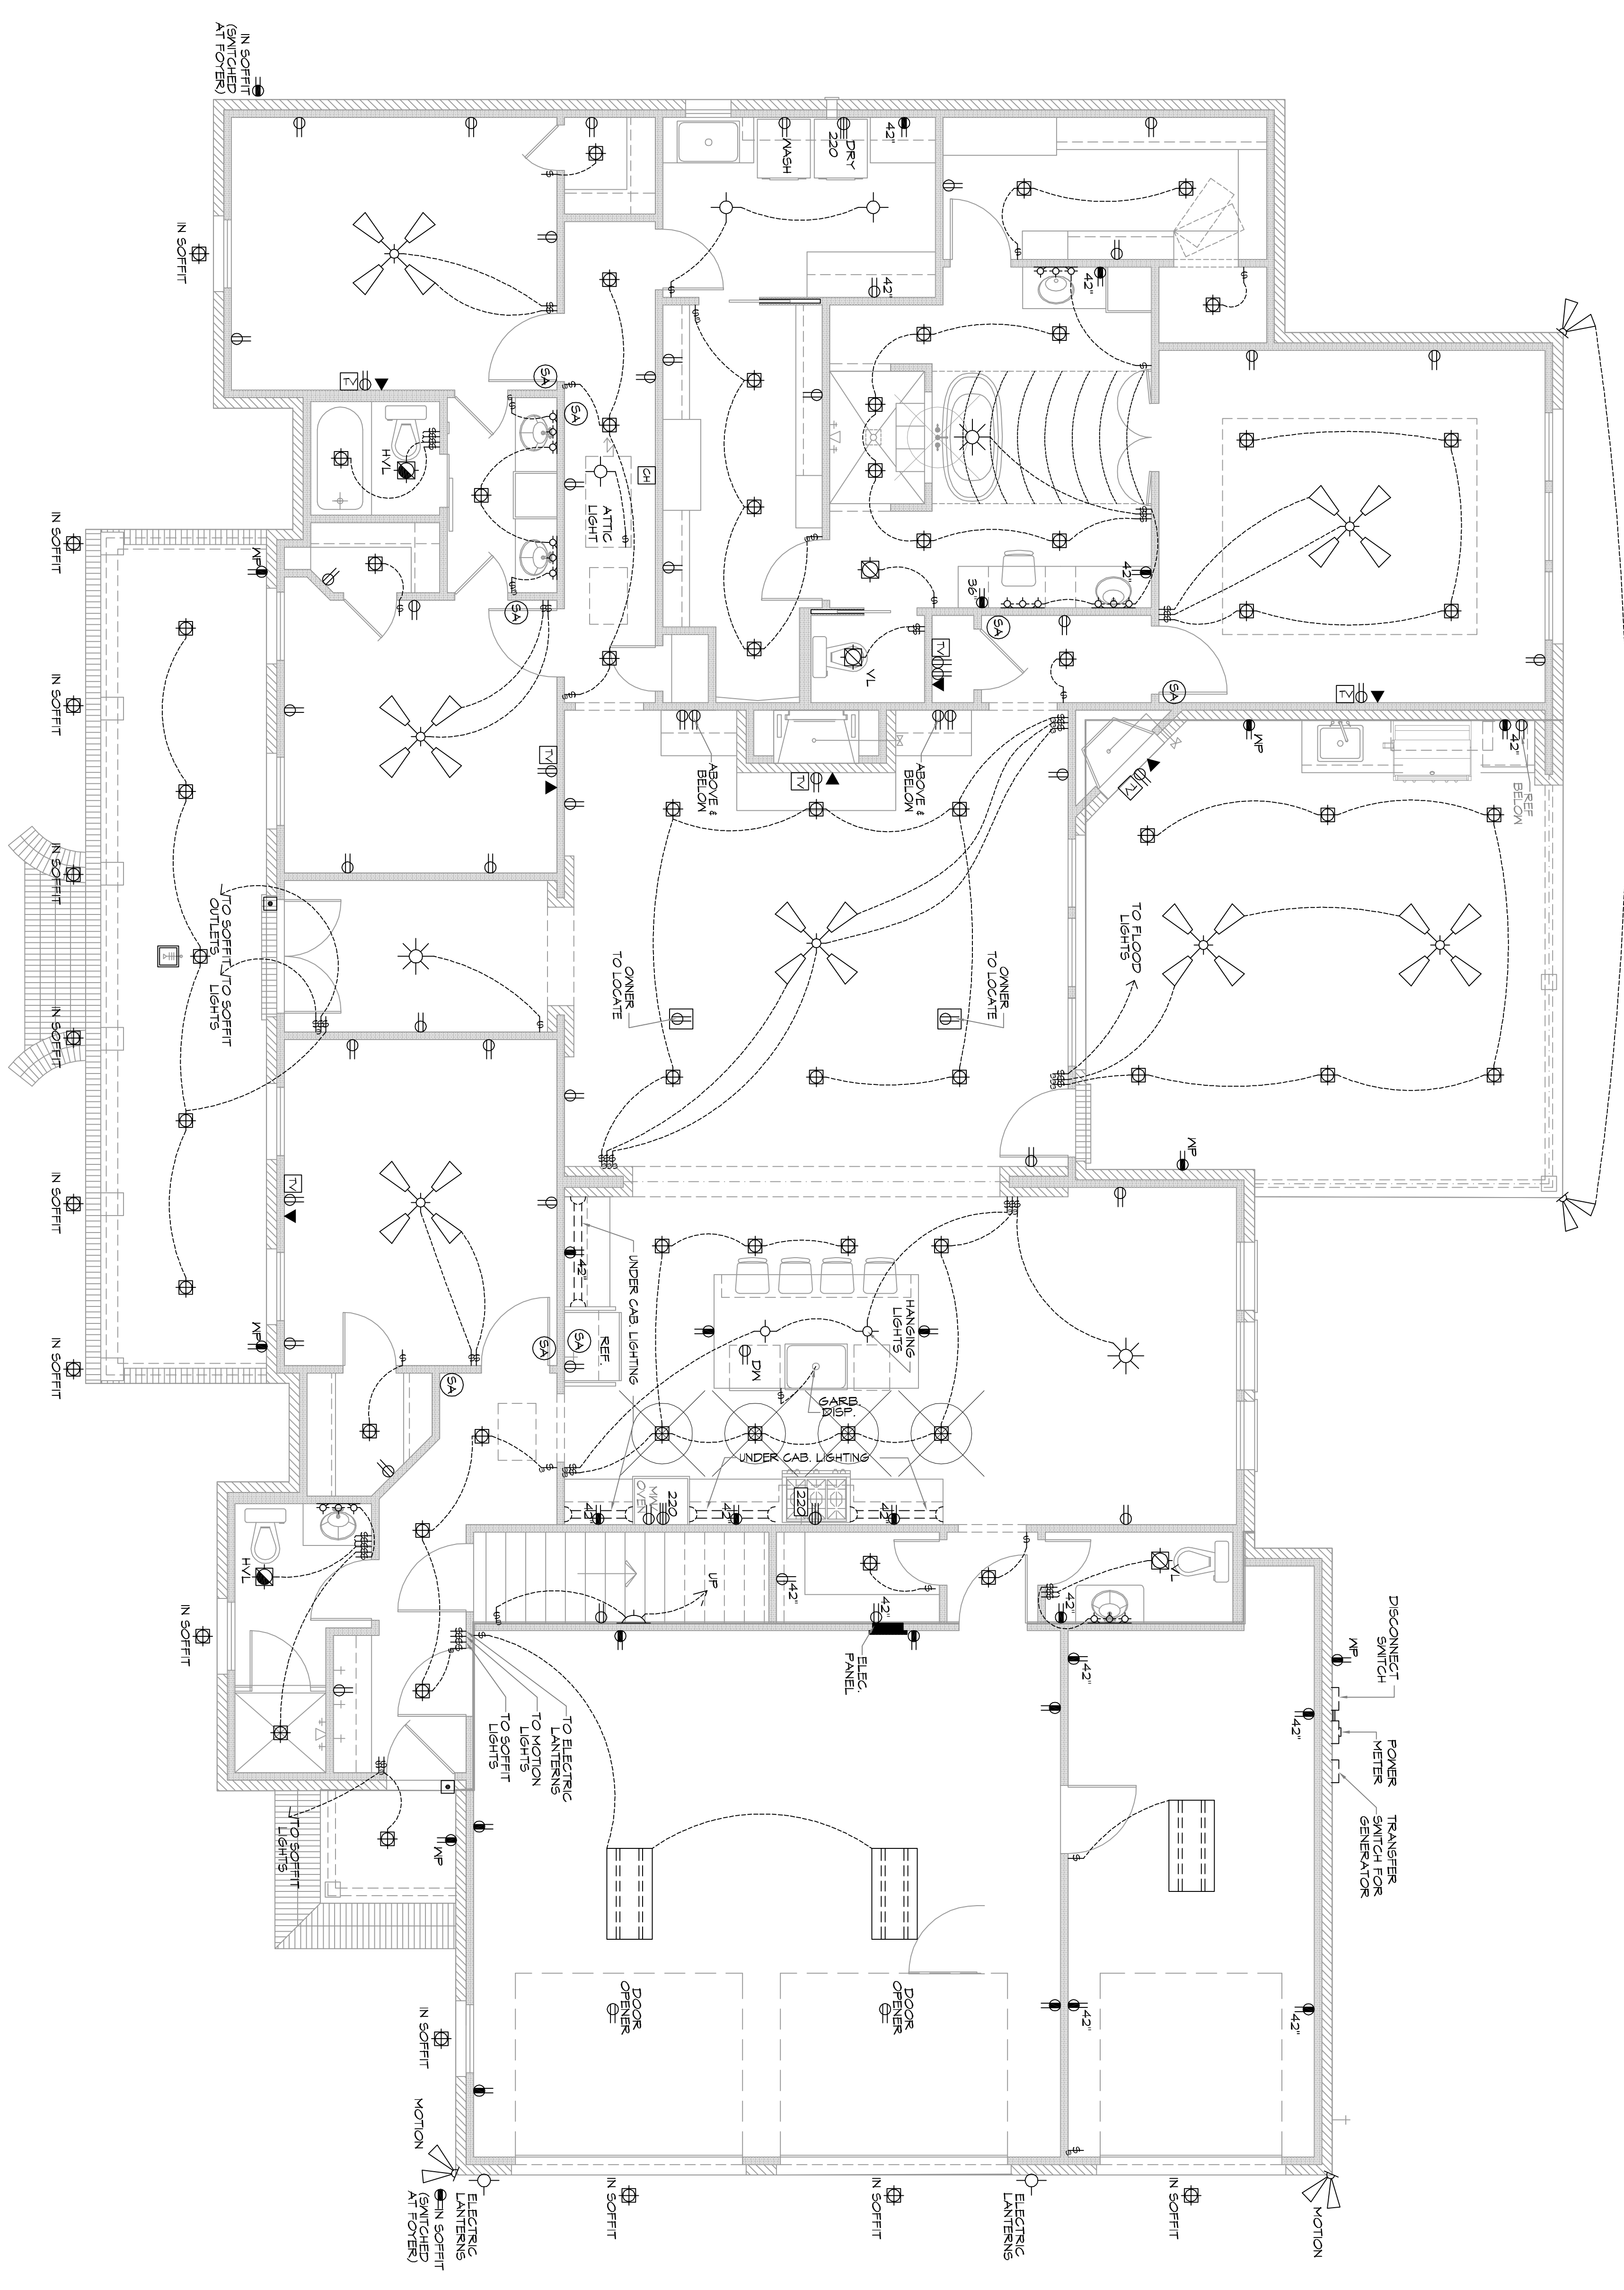 DISCONNECT
SWITCH
POWER
METER
TRANSFER
SWITCH FOR
GENERATOR
WP
MOTION
42"
42"
REF
BELOW
42"
WP
WP
TV
SA
TO FLOOD
LIGHTS
TV
42"
42"
42"
42"
42"
36"
SA
TV
VL
VL
IN SOFFIT
ELECTRIC
LANTERNS
OWNER
TO LOCATE
ABOVE &
BELOW
TV
HANGING
LIGHTS
42"
42"
42"
DRY
220
WASH
42"
ELEC.
PANEL
DOOR
OPENER
IN SOFFIT
GARB.
DISP.
DW
UNDER CAB. LIGHTING
42"
220
42"
220
MW/
OVEN
42"
UP
42"
ABOVE &
BELOW
OWNER
TO LOCATE
CH
UNDER CAB. LIGHTING
REF.
42"
DOOR
OPENER
IN SOFFIT
ATTIC
LIGHT
SA
SA
SA
SA
SA
SA
TV
TO ELECTRIC
LANTERNS
TO MOTION
LIGHTS
TO SOFFIT
LIGHTS
ELECTRIC
LANTERNS
IN SOFFIT
(SWITCHED
AT FOYER)
MOTION
IN SOFFIT
WP
HVL
TV
TV
TO SOFFIT
LIGHTS
HVL
WP
WP
TO SOFFIT
OUTLETS
TO SOFFIT
LIGHTS
IN SOFFIT
(SWITCHED
AT FOYER)
IN SOFFIT
IN SOFFIT
IN SOFFIT
IN SOFFIT
IN SOFFIT
IN SOFFIT
IN SOFFIT
IN SOFFIT